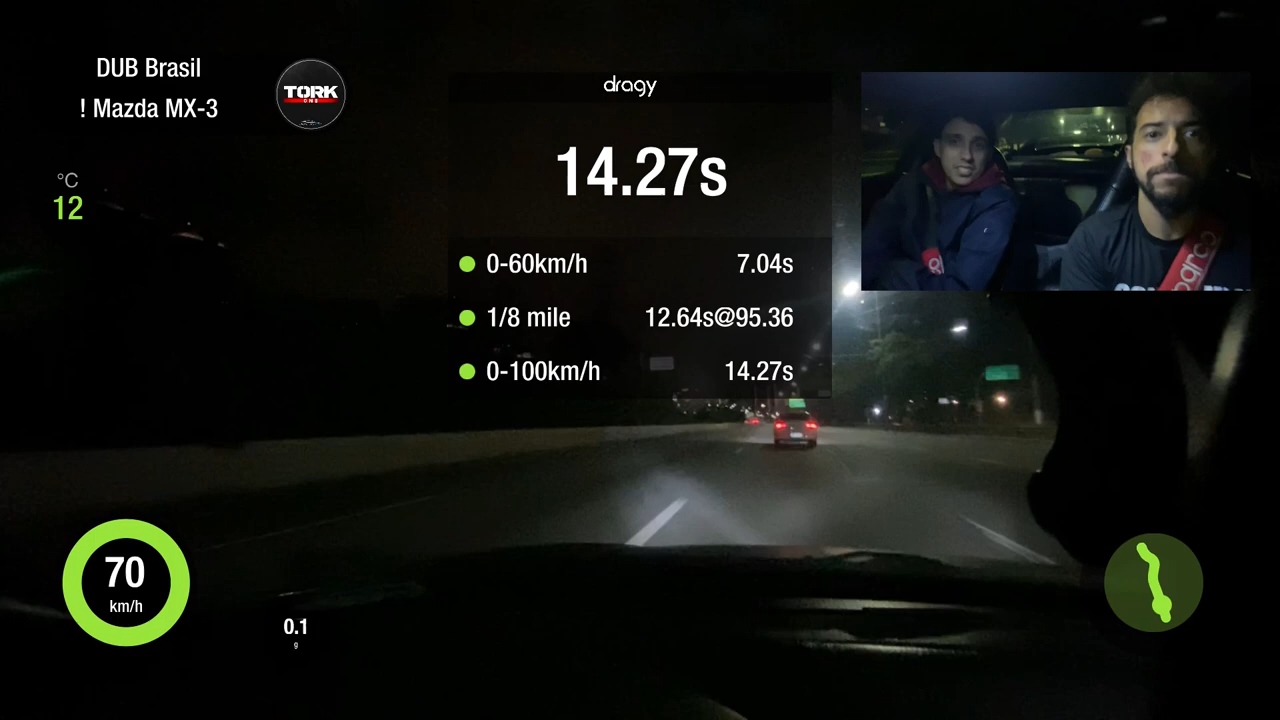 DUB Brasil
! Mazda MX-3
TORK
ONE
°C
12
dragy
14.27s
0-60km/h 7.04s
1/8 mile 12.64s@95.36
0-100km/h 14.27s
70
km/h
0.1
g